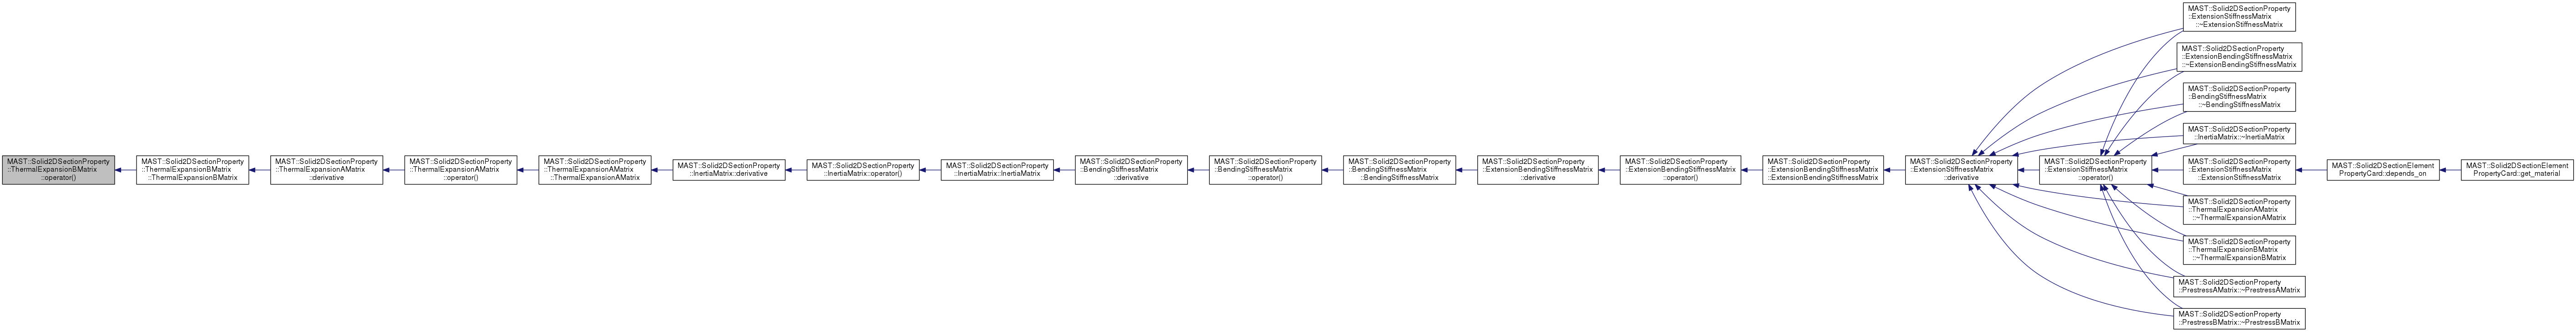 MAST::Solid2DSectionProperty
::ThermalExpansionBMatrix
::operator()
MAST::Solid2DSectionProperty
::ThermalExpansionBMatrix
::ThermalExpansionBMatrix
MAST::Solid2DSectionProperty
::ThermalExpansionAMatrix
::derivative
MAST::Solid2DSectionProperty
::ThermalExpansionAMatrix
::operator()
MAST::Solid2DSectionProperty
::ThermalExpansionAMatrix
::ThermalExpansionAMatrix
MAST::Solid2DSectionProperty
::InertiaMatrix::derivative
MAST::Solid2DSectionProperty
::InertiaMatrix::operator()
MAST::Solid2DSectionProperty
::InertiaMatrix::InertiaMatrix
MAST::Solid2DSectionProperty
::BendingStiffnessMatrix
::derivative
MAST::Solid2DSectionProperty
::BendingStiffnessMatrix
::operator()
MAST::Solid2DSectionProperty
::BendingStiffnessMatrix
::BendingStiffnessMatrix
MAST::Solid2DSectionProperty
::ExtensionBendingStiffnessMatrix
::derivative
MAST::Solid2DSectionProperty
::ExtensionBendingStiffnessMatrix
::operator()
MAST::Solid2DSectionProperty
::ExtensionBendingStiffnessMatrix
::ExtensionBendingStiffnessMatrix
MAST::Solid2DSectionProperty
::ExtensionStiffnessMatrix
::derivative
MAST::Solid2DSectionProperty
::ExtensionStiffnessMatrix
::operator()
MAST::Solid2DSectionProperty
::ExtensionStiffnessMatrix
::~ExtensionStiffnessMatrix
MAST::Solid2DSectionProperty
::ExtensionBendingStiffnessMatrix
::~ExtensionBendingStiffnessMatrix
MAST::Solid2DSectionProperty
::BendingStiffnessMatrix
::~BendingStiffnessMatrix
MAST::Solid2DSectionProperty
::InertiaMatrix::~InertiaMatrix
MAST::Solid2DSectionProperty
::ExtensionStiffnessMatrix
::ExtensionStiffnessMatrix
MAST::Solid2DSectionProperty
::ThermalExpansionAMatrix
::~ThermalExpansionAMatrix
MAST::Solid2DSectionProperty
::ThermalExpansionBMatrix
::~ThermalExpansionBMatrix
MAST::Solid2DSectionProperty
::PrestressAMatrix::~PrestressAMatrix
MAST::Solid2DSectionProperty
::PrestressBMatrix::~PrestressBMatrix
MAST::Solid2DSectionElement
PropertyCard::depends_on
MAST::Solid2DSectionElement
PropertyCard::get_material